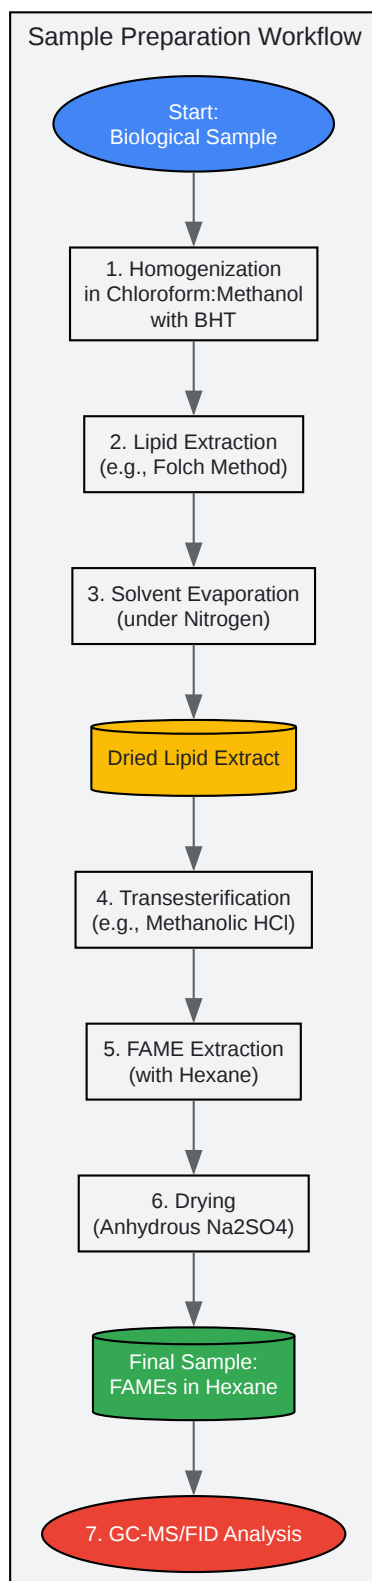 Sample Preparation Workflow
Start:
Biological Sample
1. Homogenization
in Chloroform:Methanol
with BHT
2. Lipid Extraction
(e.g., Folch Method)
3. Solvent Evaporation
(under Nitrogen)
Dried Lipid Extract
4. Transesterification
(e.g., Methanolic HCl)
5. FAME Extraction
(with Hexane)
6. Drying
(Anhydrous Na2SO4)
Final Sample:
FAMEs in Hexane
7. GC-MS/FID Analysis